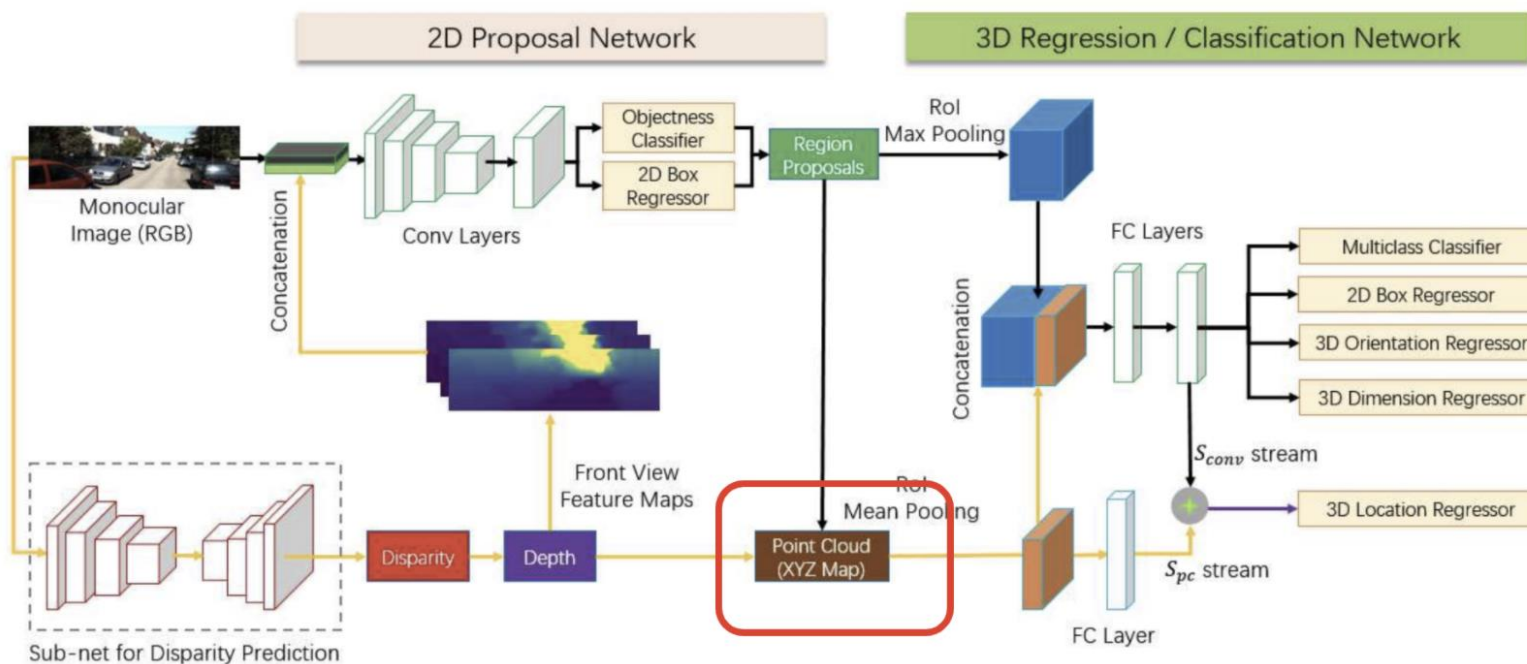 2D Proposal Network
3D Regression / Classification Network
Monocular
Image (RGB)
Concatenation
Conv Layers
Objectness
Classifier
2D Box
Regressor
Region
Proposals
RoI
Max Pooling
Concatenation
FC Layers
Multiclass Classifier
2D Box Regressor
3D Orientation Regressor
3D Dimension Regressor
S_conv stream
3D Location Regressor
S_pc stream
Front View
Feature Maps
RoI
Mean Pooling
Disparity
Depth
Point Cloud
(XYZ Map)
FC Layer
Sub-net for Disparity Prediction